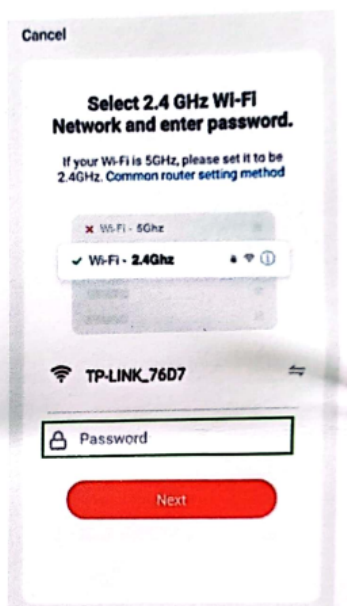 Cancel
Select 2.4 GHz Wi-Fi
Network and enter password.
If your Wi-Fi is 5GHz, please set it to be
2.4GHz. Common router setting method
Wi-Fi - 5Ghz
Wi-Fi - 2.4Ghz
TP-LINK_76D7
Password
Next